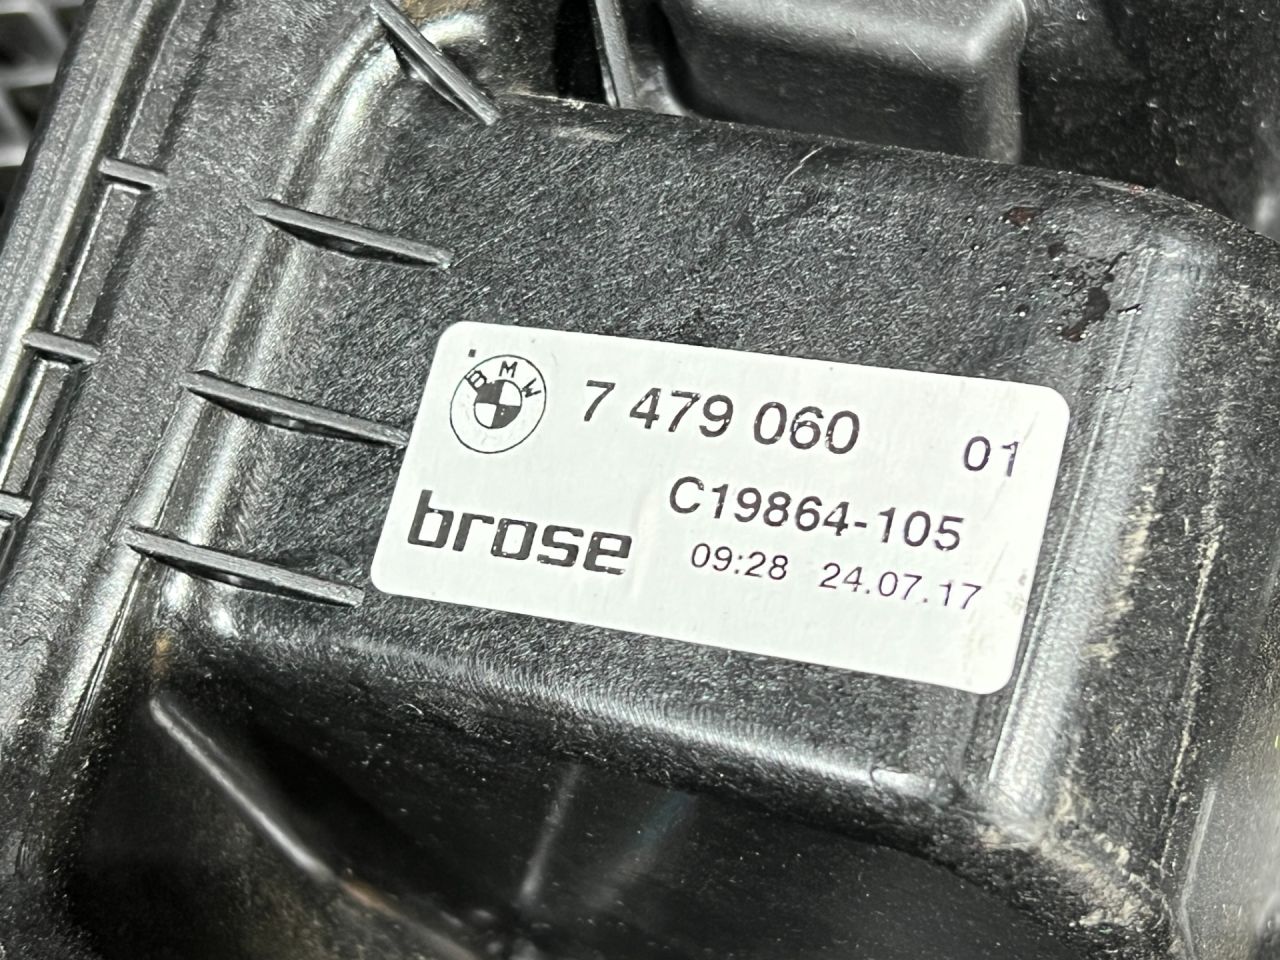 BMW
7 479 060 01
C19864-105
brose
09:28 24.07.17